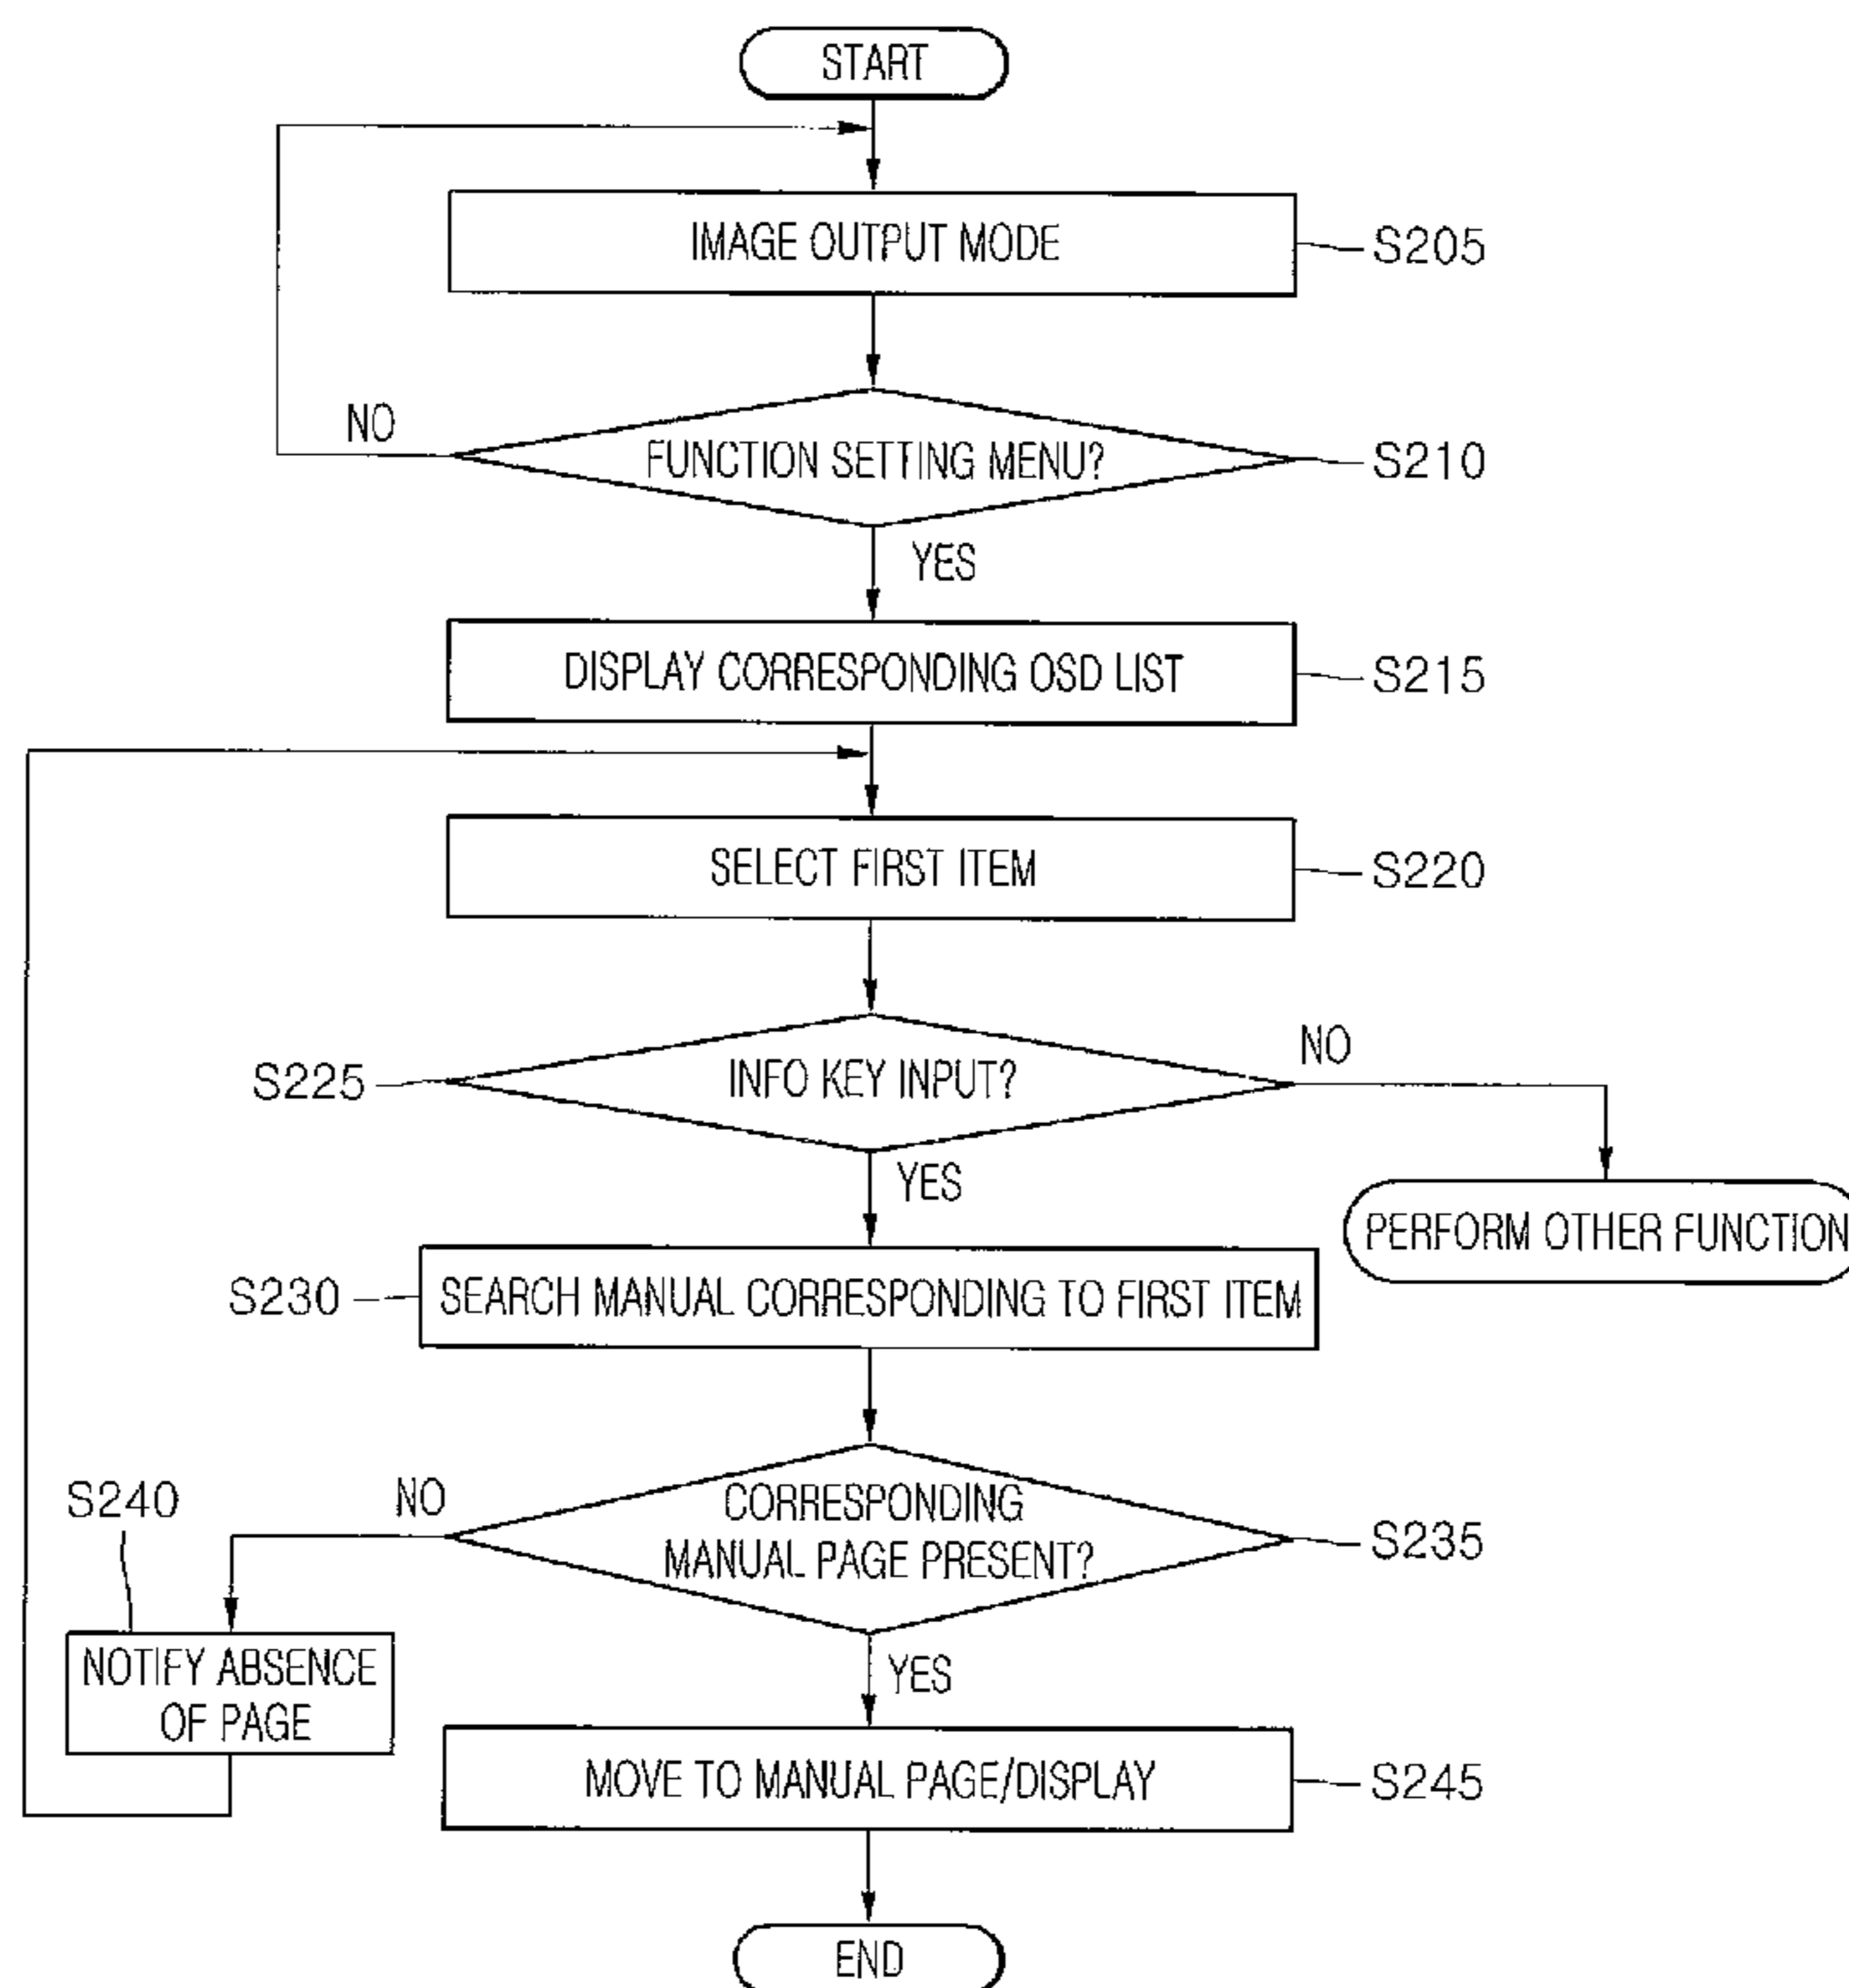 START
IMAGE OUTPUT MODE
S205
NO
FUNCTION SETTING MENU?
S210
YES
DISPLAY CORRESPONDING OSD LIST
S215
SELECT FIRST ITEM
S220
S225
INFO KEY INPUT?
NO
YES
PERFORM OTHER FUNCTION
S230
SEARCH MANUAL CORRESPONDING TO FIRST ITEM
S240
NO
CORRESPONDING
MANUAL PAGE PRESENT?
S235
NOTIFY ABSENCE
OF PAGE
YES
MOVE TO MANUAL PAGE/DISPLAY
S245
END